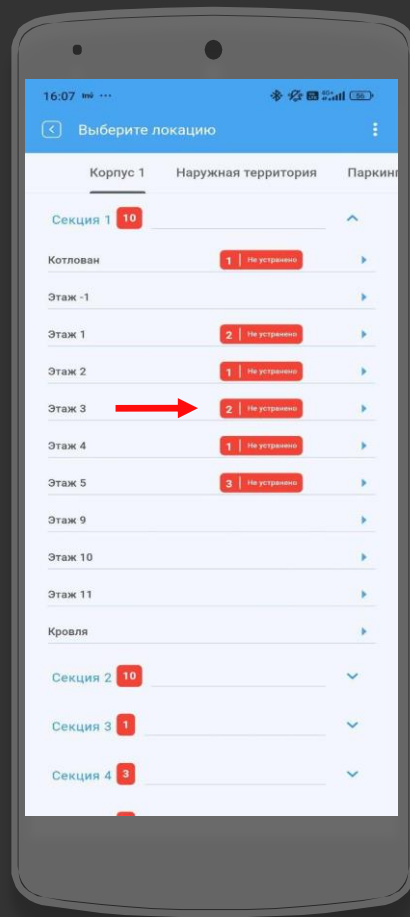 16:07
Выберите локацию
Корпус 1 Наружная территория Паркинг
Секция 1 10
Котлован 1 Не устранено
Этаж -1
Этаж 1 2 Не устранено
Этаж 2 1 Не устранено
Этаж 3 2 Не устранено
Этаж 4 1 Не устранено
Этаж 5 3 Не устранено
Этаж 9
Этаж 10
Этаж 11
Кровля
Секция 2 10
Секция 3 1
Секция 4 3